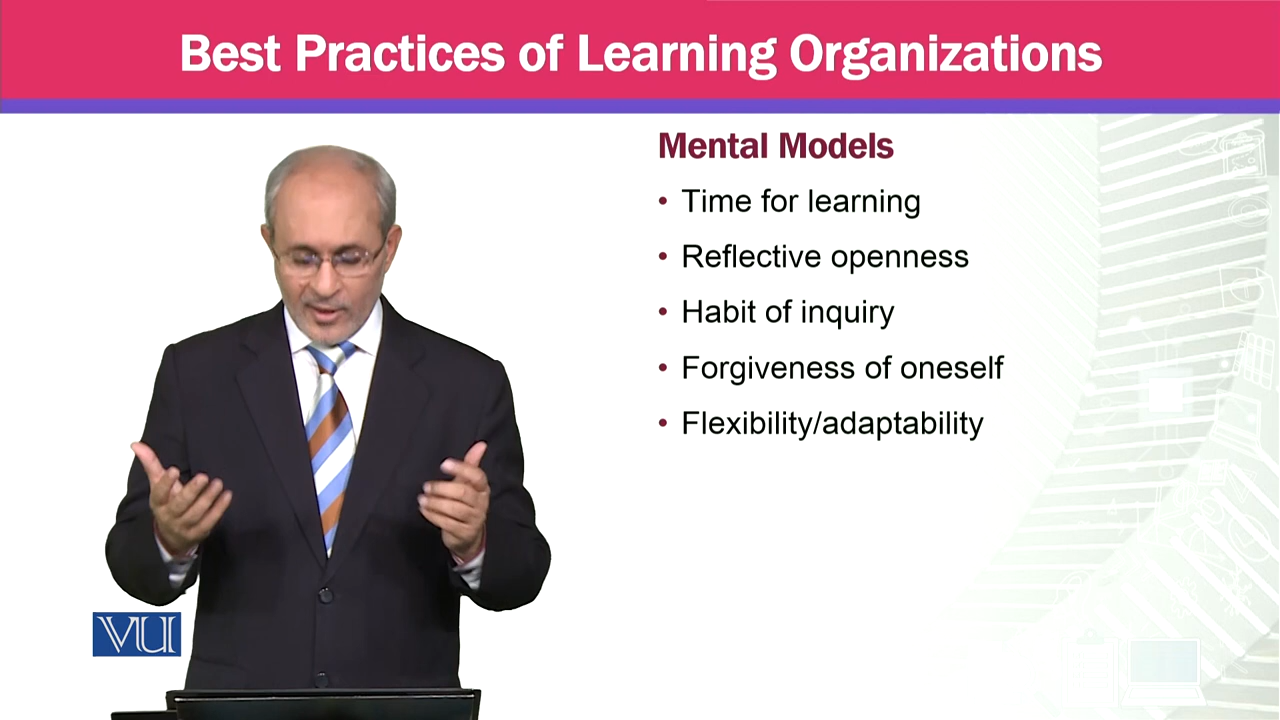 Best Practices of Learning Organizations
Mental Models
• Time for learning
• Reflective openness
• Habit of inquiry
• Forgiveness of oneself
• Flexibility/adaptability
VU